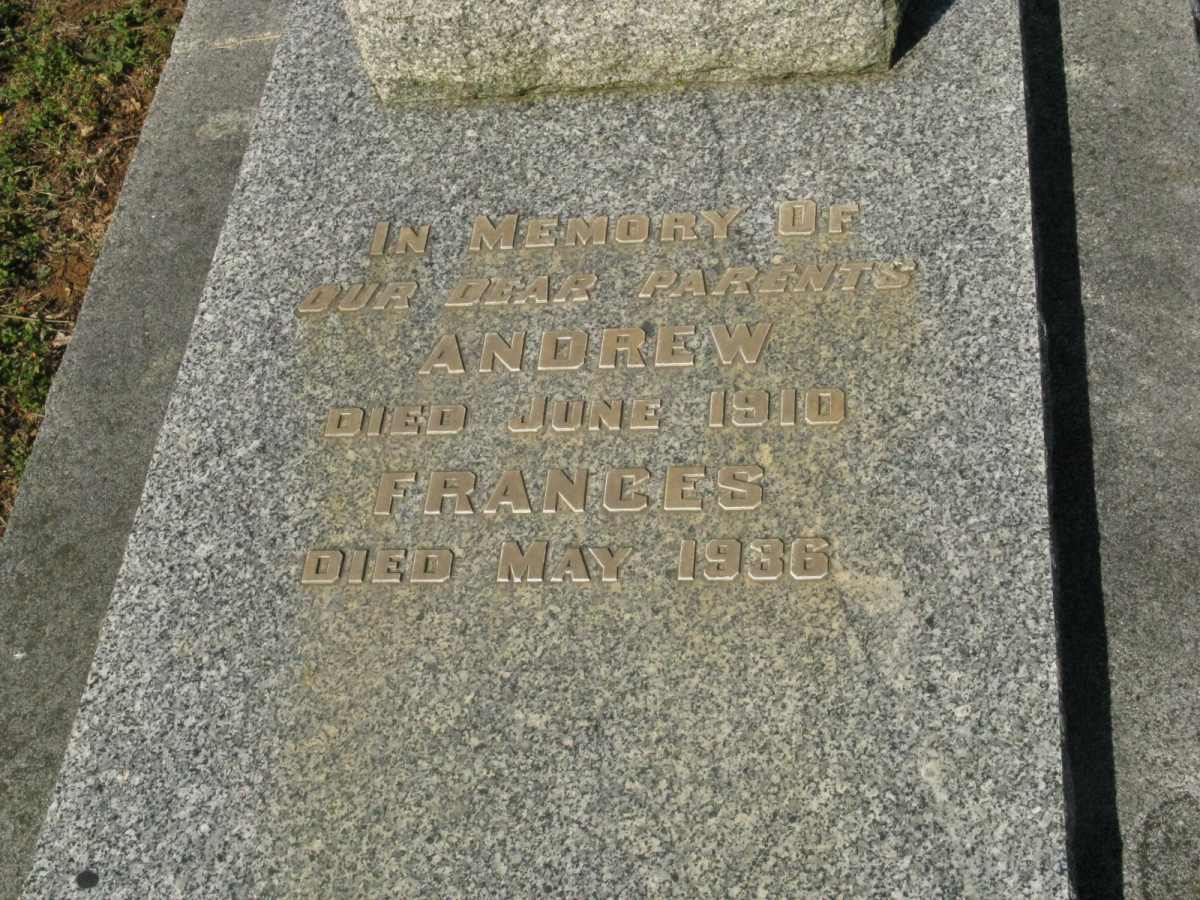 IN MEMORY OF
OUR DEAR PARENTS
ANDREW
DIED JUNE 1910
FRANCES
DIED MAY 1936